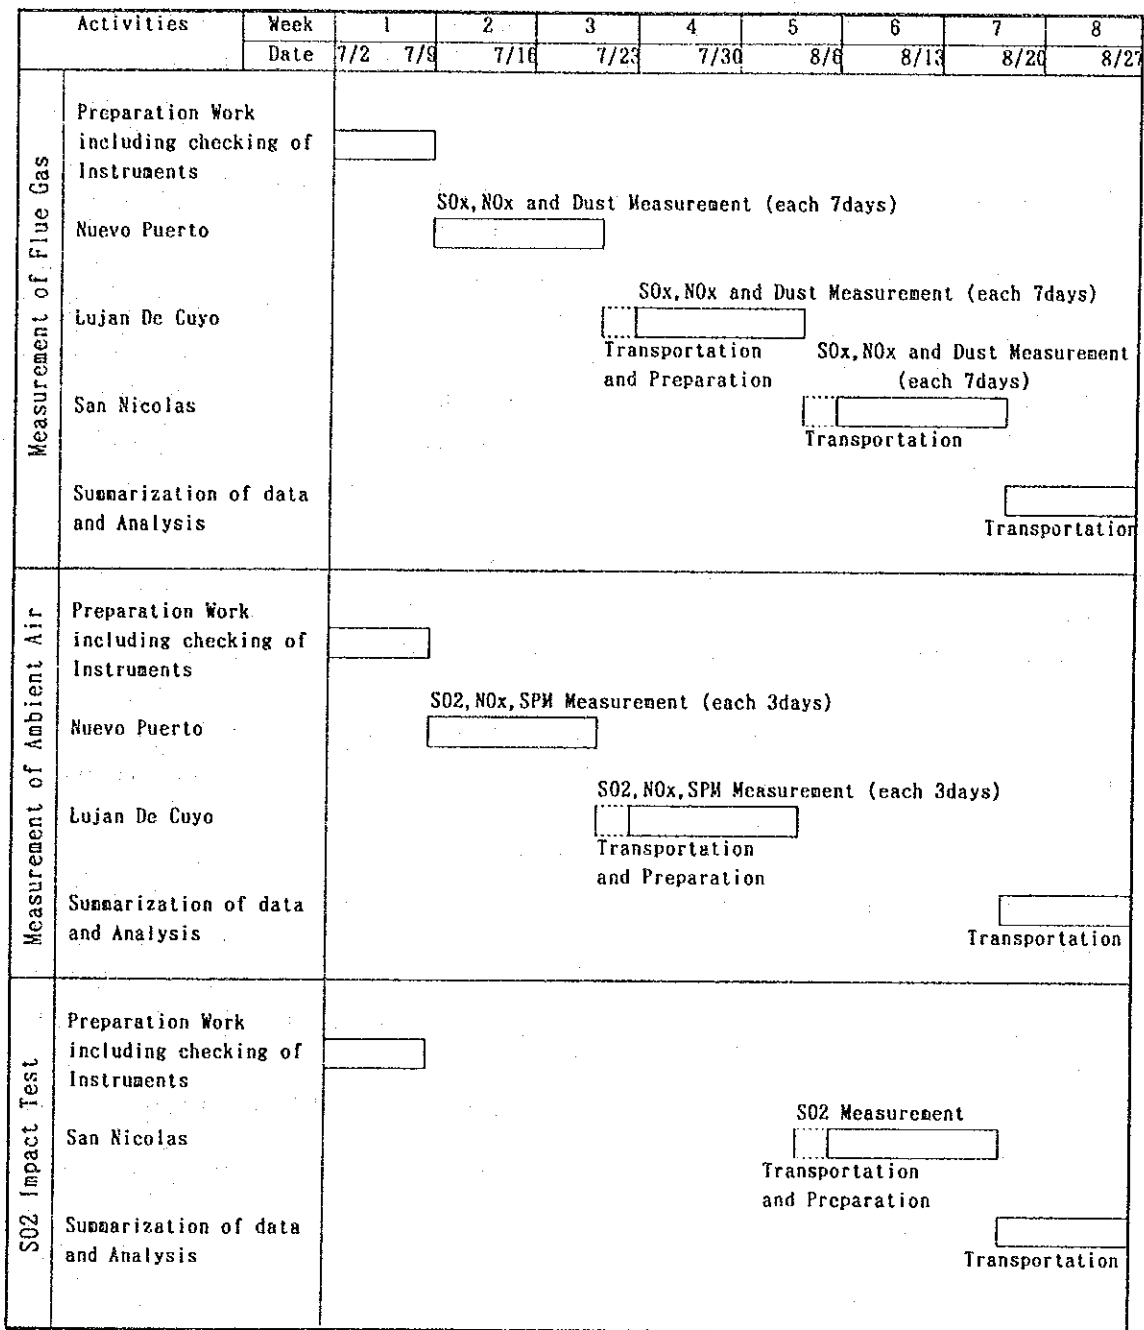 Activities Week 1 2 3 4 5 6 7 8
Date 7/2 7/9 7/16 7/23 7/30 8/6 8/13 8/20 8/27
Measurement of Flue Gas
Preparation Work
including checking of
Instruments
SOx,NOx and Dust Measurement (each 7days)
Nuevo Puerto
SOx,NOx and Dust Measurement (each 7days)
Lujan De Cuyo
Transportation
and Preparation
SOx,NOx and Dust Measurement
(each 7days)
San Nicolas
Transportation
Summarization of data
and Analysis
Transportation
Measurement of Ambient Air
Preparation Work
including checking of
Instruments
SO2,NOx,SPM Measurement (each 3days)
Nuevo Puerto
SO2,NOx,SPM Measurement (each 3days)
Lujan De Cuyo
Transportation
and Preparation
Summarization of data
and Analysis
Transportation
SO2 Impact Test
Preparation Work
including checking of
Instruments
SO2 Measurement
San Nicolas
Transportation
and Preparation
Summarization of data
and Analysis
Transportation